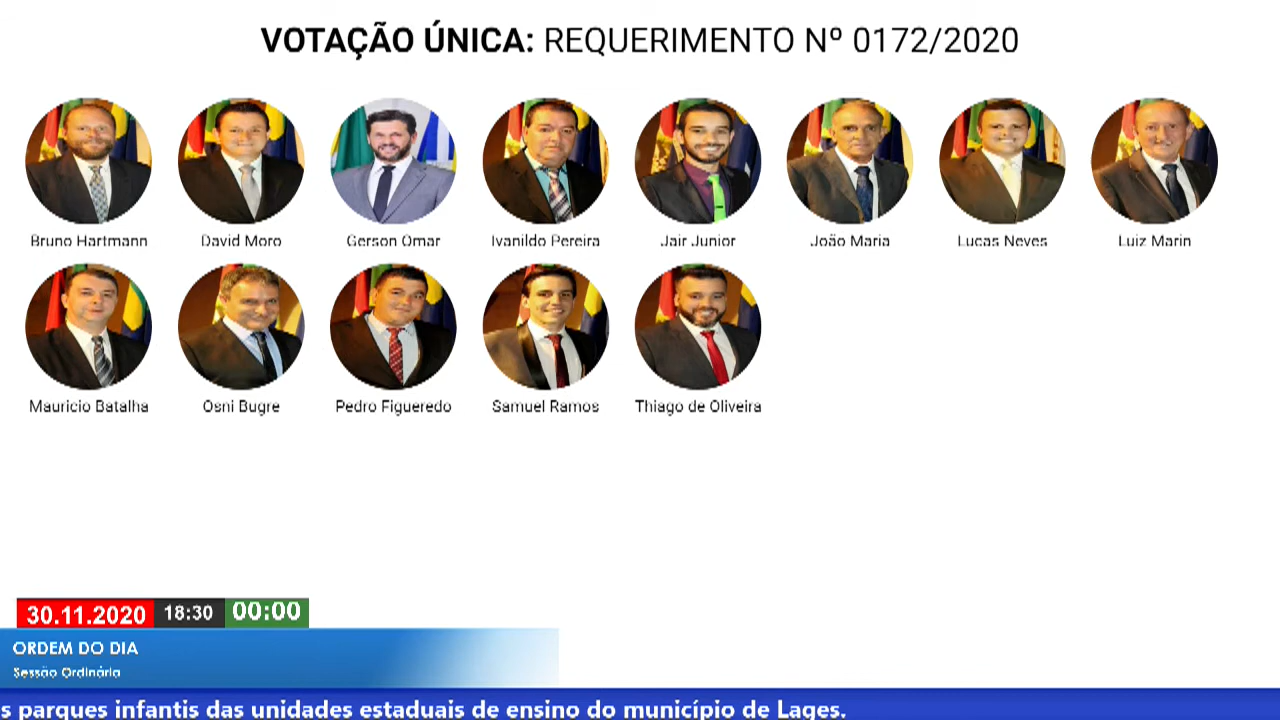 VOTAÇÃO ÚNICA: REQUERIMENTO Nº 0172/2020
Bruno Hartmann David Moro Gerson Omar Ivanildo Pereira Jair Junior João Maria Lucas Neves Luiz Marin
Mauricio Batalha Osni Bugre Pedro Figueredo Samuel Ramos Thiago de Oliveira
30.11.2020 18:30 00:00
ORDEM DO DIA
Sessão Ordinária
s parques infantis das unidades estaduais de ensino do município de Lages.